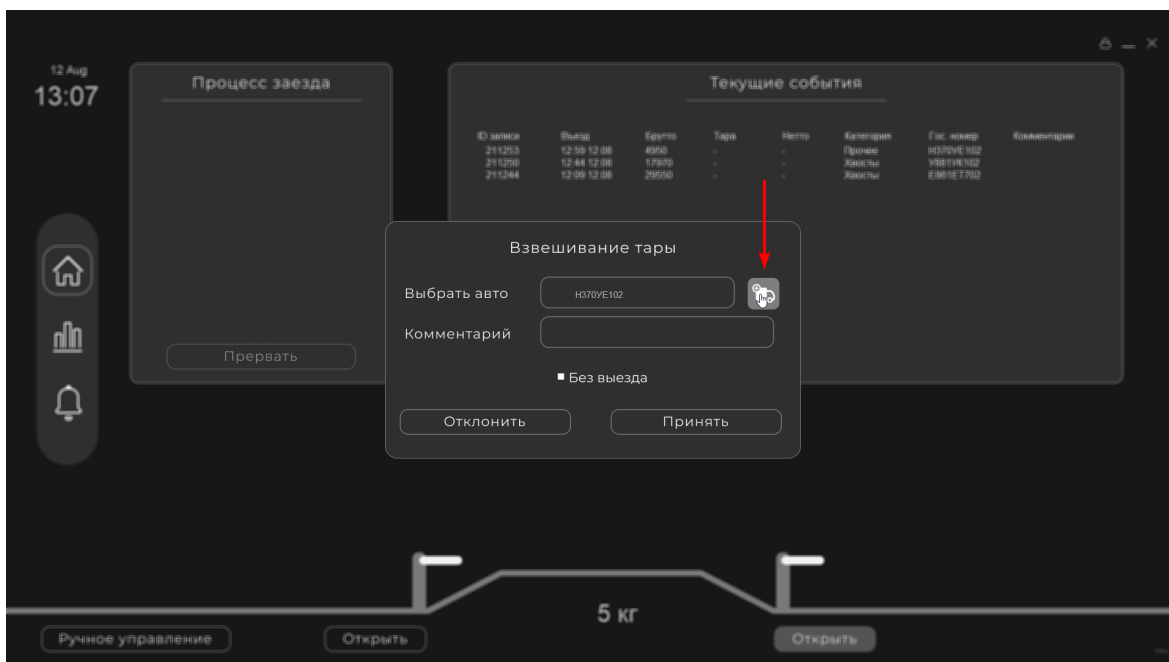 12 Aug
13:07
Процесс заезда
Текущие события
ID записи Въезд Брутто Тара Нетто Категория Гос. номер Комментарии
211253 12:59 12.08 4950 - - Прочее Н370УЕ102
211250 12:44 12.08 17970 - - Хвосты
211244 12:09 12.08 29550 - - Хвосты
Прервать
Взвешивание тары
Выбрать авто Н370УЕ102
Комментарий
Без выезда
Отклонить Принять
5 кг
Ручное управление Открыть Открыть